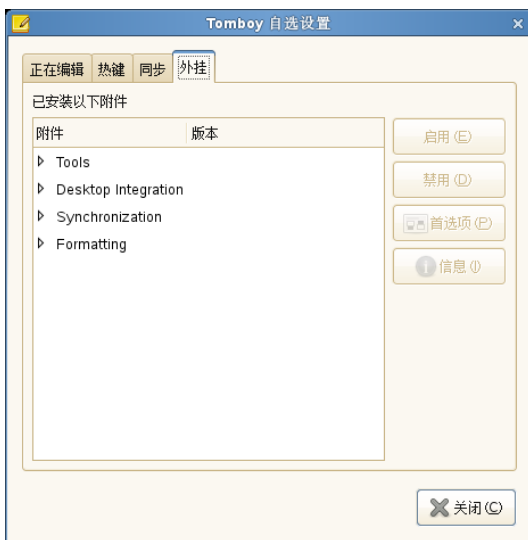 Tomboy 自选设置
正在编辑 热键 同步 外挂
已安装以下附件
附件 版本
Tools
Desktop Integration
Synchronization
Formatting
启用(E)
禁用(D)
首选项(P)
信息(I)
关闭(C)